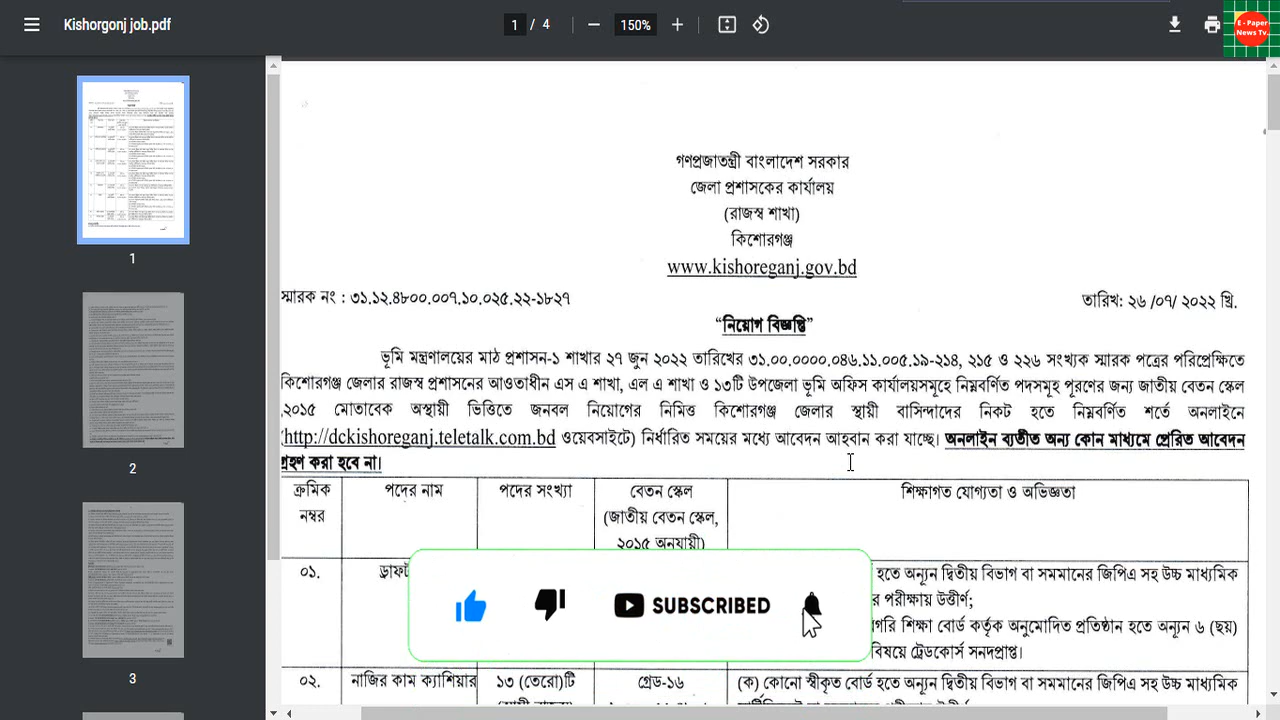 Kishorgonj job.pdf
1 / 4
150%
E - Paper
News Tv.
গণপ্রজাতন্ত্রী বাংলাদেশ সরকার
জেলা প্রশাসকের কার্যালয়
(রাজস্ব শাখা)
কিশোরগঞ্জ
www.kishoreganj.gov.bd
স্মারক নং : ৩১.১২.৪৮০০.০০৭.১০.০২৫.২২-১৮২৭
তারিখ: ২৬ /০৭/ ২০২২ খ্রি.
“নিয়োগ বিজ্ঞপ্তি”
ভূমি মন্ত্রণালয়ের মাঠ প্রশাসন-১ শাখার ২৭ জুন ২০২২ তারিখের ৩১.০০.০০০০.০৪৬.১১.০০৫.১৯-২১৪, ২১৫ ও ২১৬ সংখ্যক স্মারক পত্রের পরিপ্রেক্ষিতে
কিশোরগঞ্জ জেলার রাজস্ব প্রশাসনের আওতাধীন এস এ শাখা, এল এ শাখা ও ১৩টি উপজেলা ভূমি অফিস কার্যালয়সমূহে নিম্নবর্ণিত পদসমূহ পূরণের জন্য জাতীয় বেতন স্কেল
২০১৫ মোতাবেক অস্থায়ী ভিত্তিতে জনবল নিয়োগের নিমিত্ত কিশোরগঞ্জ জেলার স্থায়ী বাসিন্দাদের নিকট হতে নিম্নবর্ণিত শর্তে অনলাইনে
(http://dckishoreganj.teletalk.com.bd ওয়েবসাইটে) নির্ধারিত সময়ের মধ্যে আবেদন আহবান করা যাচ্ছে। অনলাইন ব্যতীত অন্য কোন মাধ্যমে প্রেরিত আবেদন
গ্রহণ করা হবে না।
ক্রমিক নম্বর
পদের নাম
পদের সংখ্যা
বেতন স্কেল
(জাতীয় বেতন স্কেল,
২০১৫ অনুযায়ী)
শিক্ষাগত যোগ্যতা ও অভিজ্ঞতা
০১.
হতে অন্যূন দ্বিতীয় বিভাগ বা সমমানের জিপিএ সহ উচ্চ মাধ্যমিক
র পরীক্ষায় উত্তীর্ণ;
গরি শিক্ষা বোর্ড কর্তৃক অনুমোদিত প্রতিষ্ঠান হতে অন্যূন ৬ (ছয়)
বিষয়ে ট্রেডকোর্স সনদপ্রাপ্ত।
SUBSCRIBED
০২.
নাজির কাম ক্যাশিয়ার
১৩ (তেরো)টি
গ্রেড-১৬
(ক) কোনো স্বীকৃত বোর্ড হতে অন্যূন দ্বিতীয় বিভাগ বা সমমানের জিপিএ সহ উচ্চ মাধ্যমিক
1
2
3